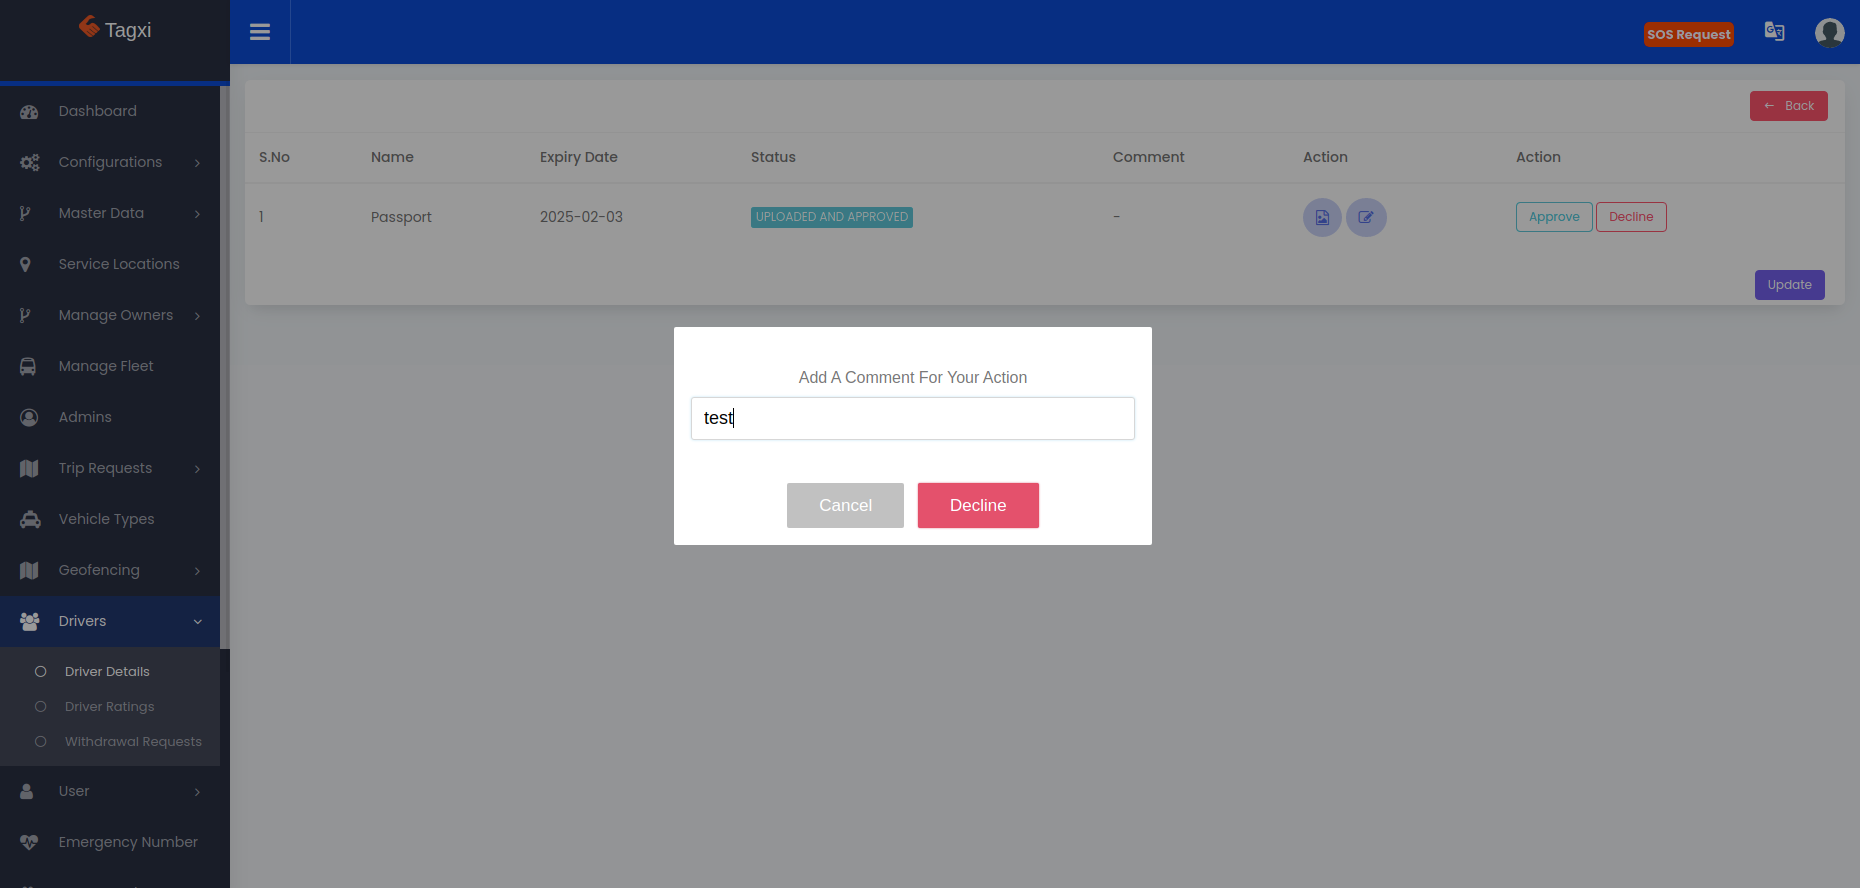 Tagxi
SOS Request
Dashboard
Configurations
Master Data
Service Locations
Manage Owners
Manage Fleet
Admins
Trip Requests
Vehicle Types
Geofencing
Drivers
Driver Details
Driver Ratings
Withdrawal Requests
User
Emergency Number
← Back
S.No Name Expiry Date Status Comment Action Action
1 Passport 2025-02-03 UPLOADED AND APPROVED - Approve Decline
Update
Add A Comment For Your Action
test
Cancel Decline